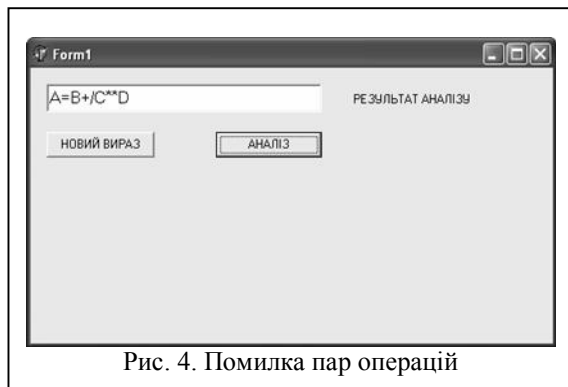 Form1
A=B+/C**D
РЕЗУЛЬТАТ АНАЛІЗУ
НОВИЙ ВИРАЗ
АНАЛІЗ
Рис. 4. Помилка пар операцій